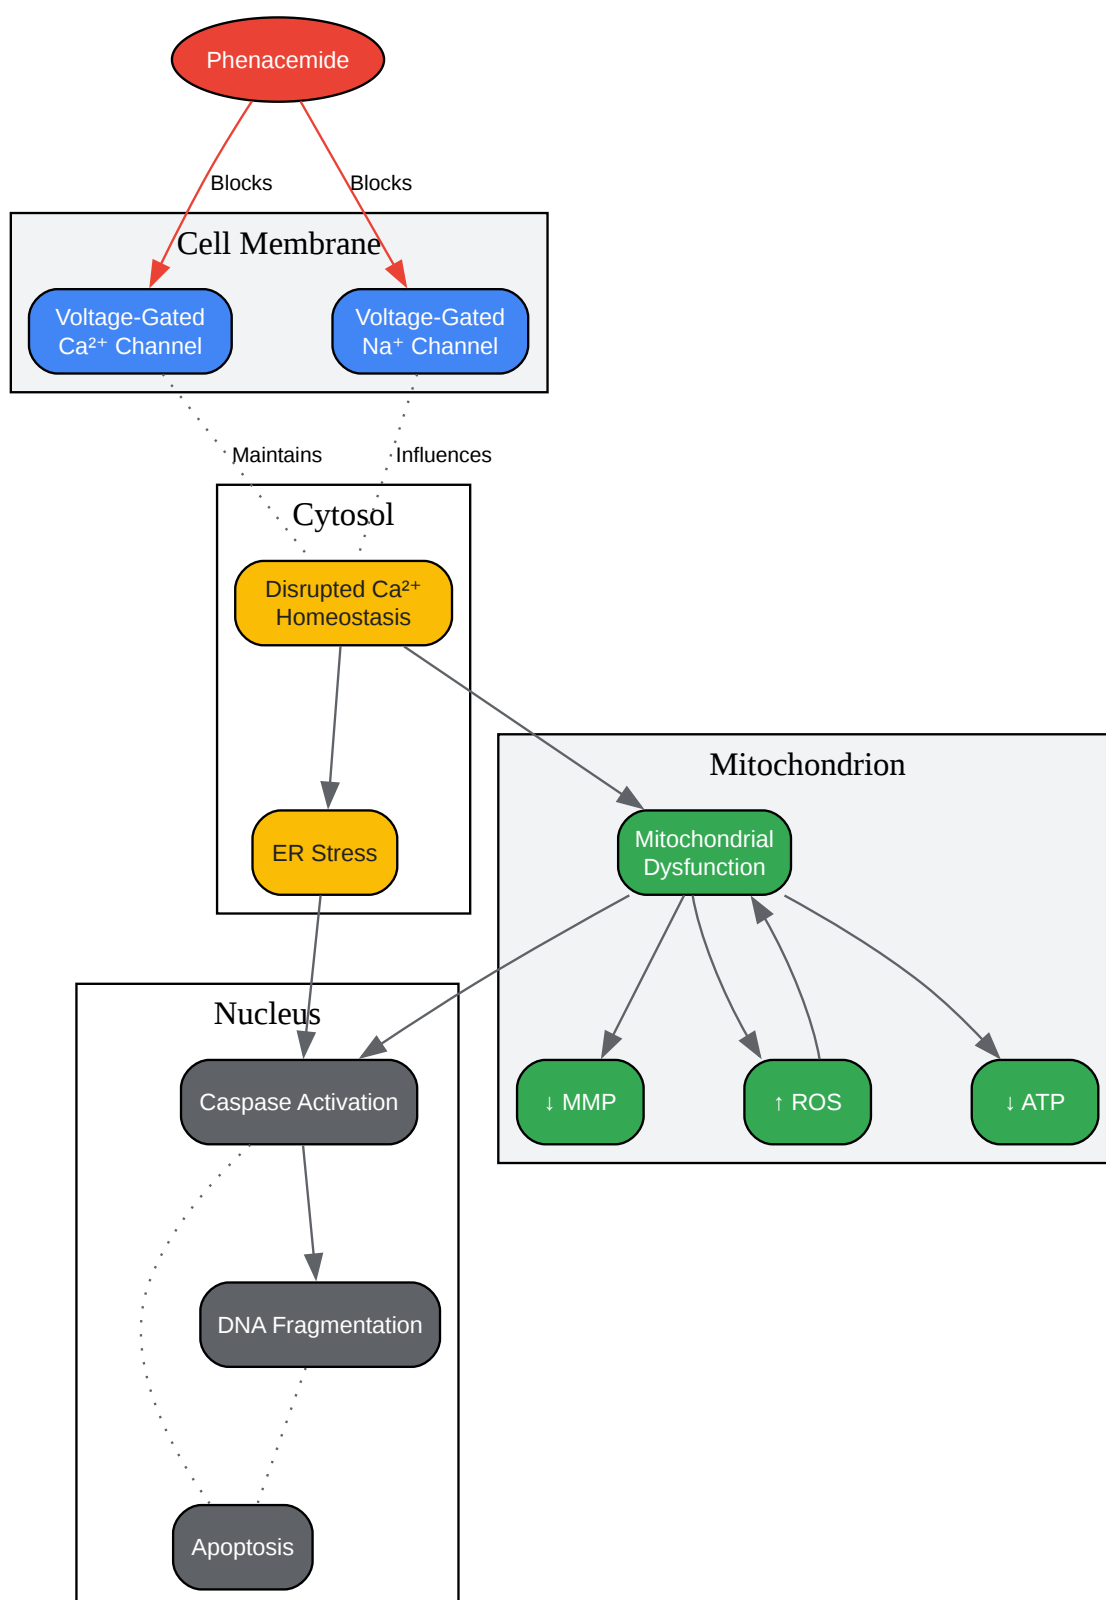 Phenacemide
Blocks
Blocks
Cell Membrane
Voltage-Gated
Ca²⁺ Channel
Voltage-Gated
Na⁺ Channel
Maintains
Influences
Cytosol
Disrupted Ca²⁺
Homeostasis
Mitochondrion
ER Stress
Mitochondrial
Dysfunction
Nucleus
Caspase Activation
↓ MMP
↑ ROS
↓ ATP
DNA Fragmentation
Apoptosis